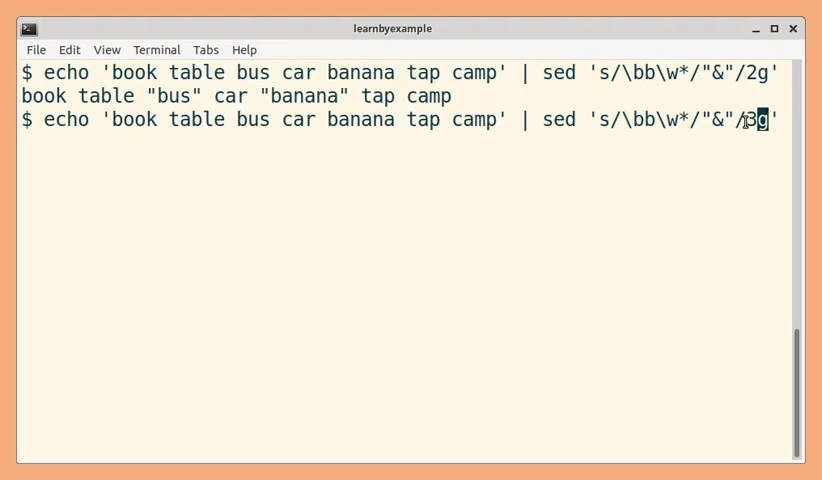 learnbyexample
File Edit View Terminal Tabs Help
$ echo 'book table bus car banana tap camp' | sed 's/\bb\w*/"&"/2g'
book table "bus" car "banana" tap camp
$ echo 'book table bus car banana tap camp' | sed 's/\bb\w*/"&"/3g'